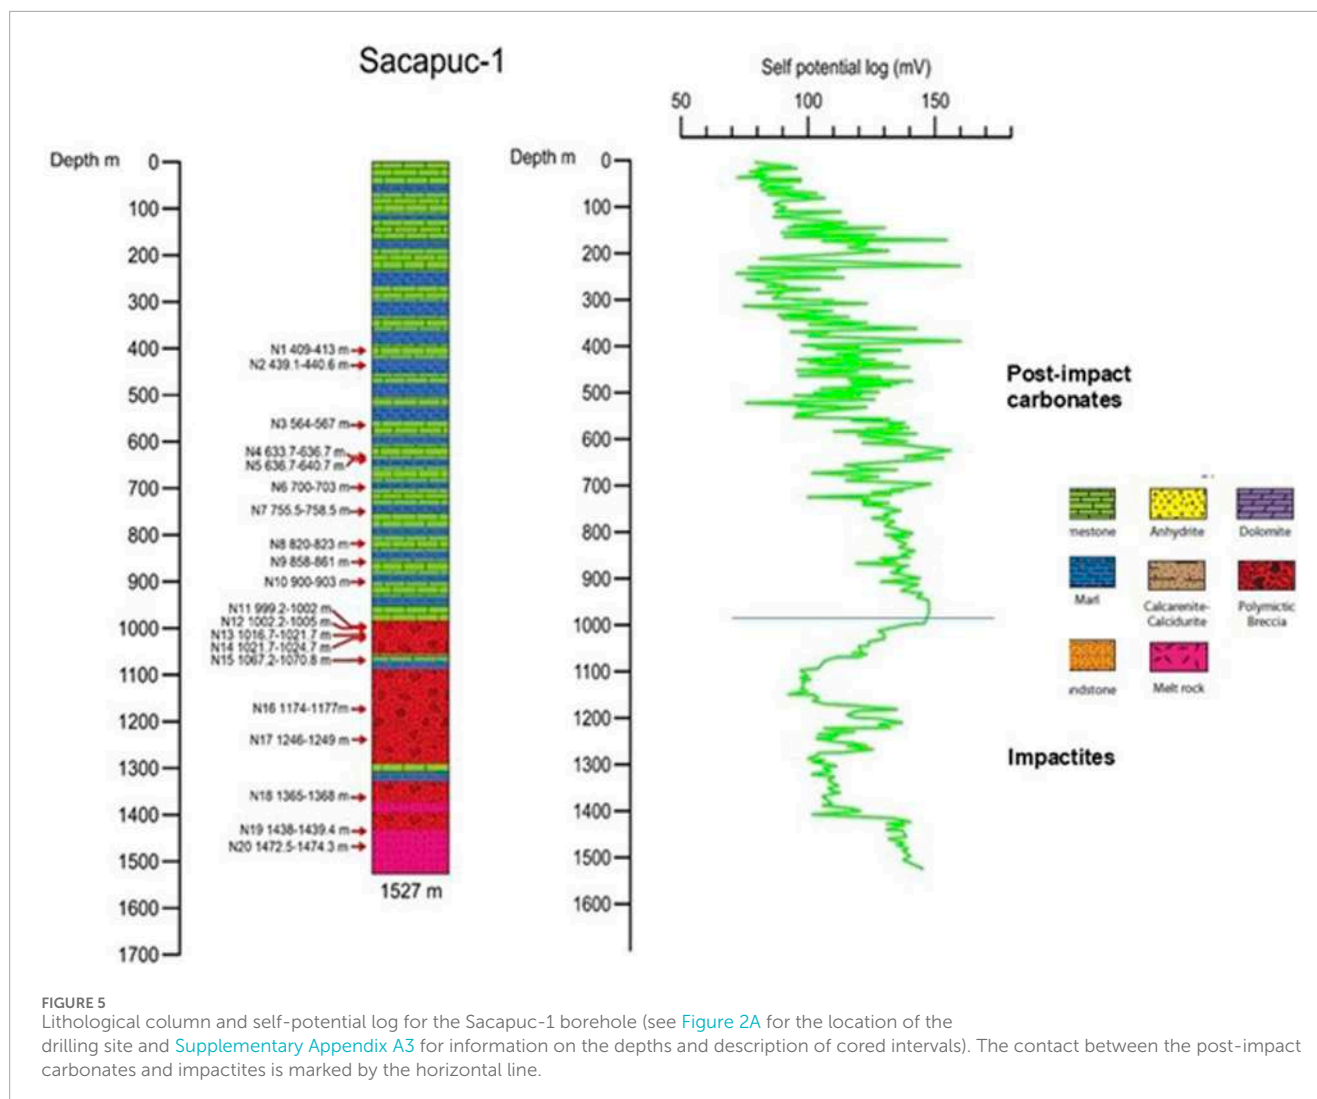 Sacapuc-1
Self potential log (mV)
50 100 150
Depth m
0
100
200
300
400
500
600
700
800
900
1000
1100
1200
1300
1400
1500
1600
1700
N1 409-413 m
N2 439.1-440.6 m
N3 564-567 m
N4 633.7-636.7 m
N5 636.7-640.7 m
N6 700-703 m
N7 755.5-758.5 m
N8 820-823 m
N9 858-861 m
N10 900-903 m
N11 999.2-1002 m
N12 1002.2-1005 m
N13 1016.7-1021.7 m
N14 1021.7-1024.7 m
N15 1067.2-1070.8 m
N16 1174-1177m
N17 1246-1249 m
N18 1365-1368 m
N19 1438-1439.4 m
N20 1472.5-1474.3 m
1527 m
Depth m
0
100
200
300
400
500
600
700
800
900
1000
1100
1200
1300
1400
1500
1600
Post-impact
carbonates
Impactites
nestone
Anhydrite
Dolomite
Marl
Calcarenite-
Calcidurite
Polymictic
Breccia
ndstone
Melt rock
FIGURE 5
Lithological column and self-potential log for the Sacapuc-1 borehole (see Figure 2A for the location of the
drilling site and Supplementary Appendix A3 for information on the depths and description of cored intervals). The contact between the post-impact
carbonates and impactites is marked by the horizontal line.